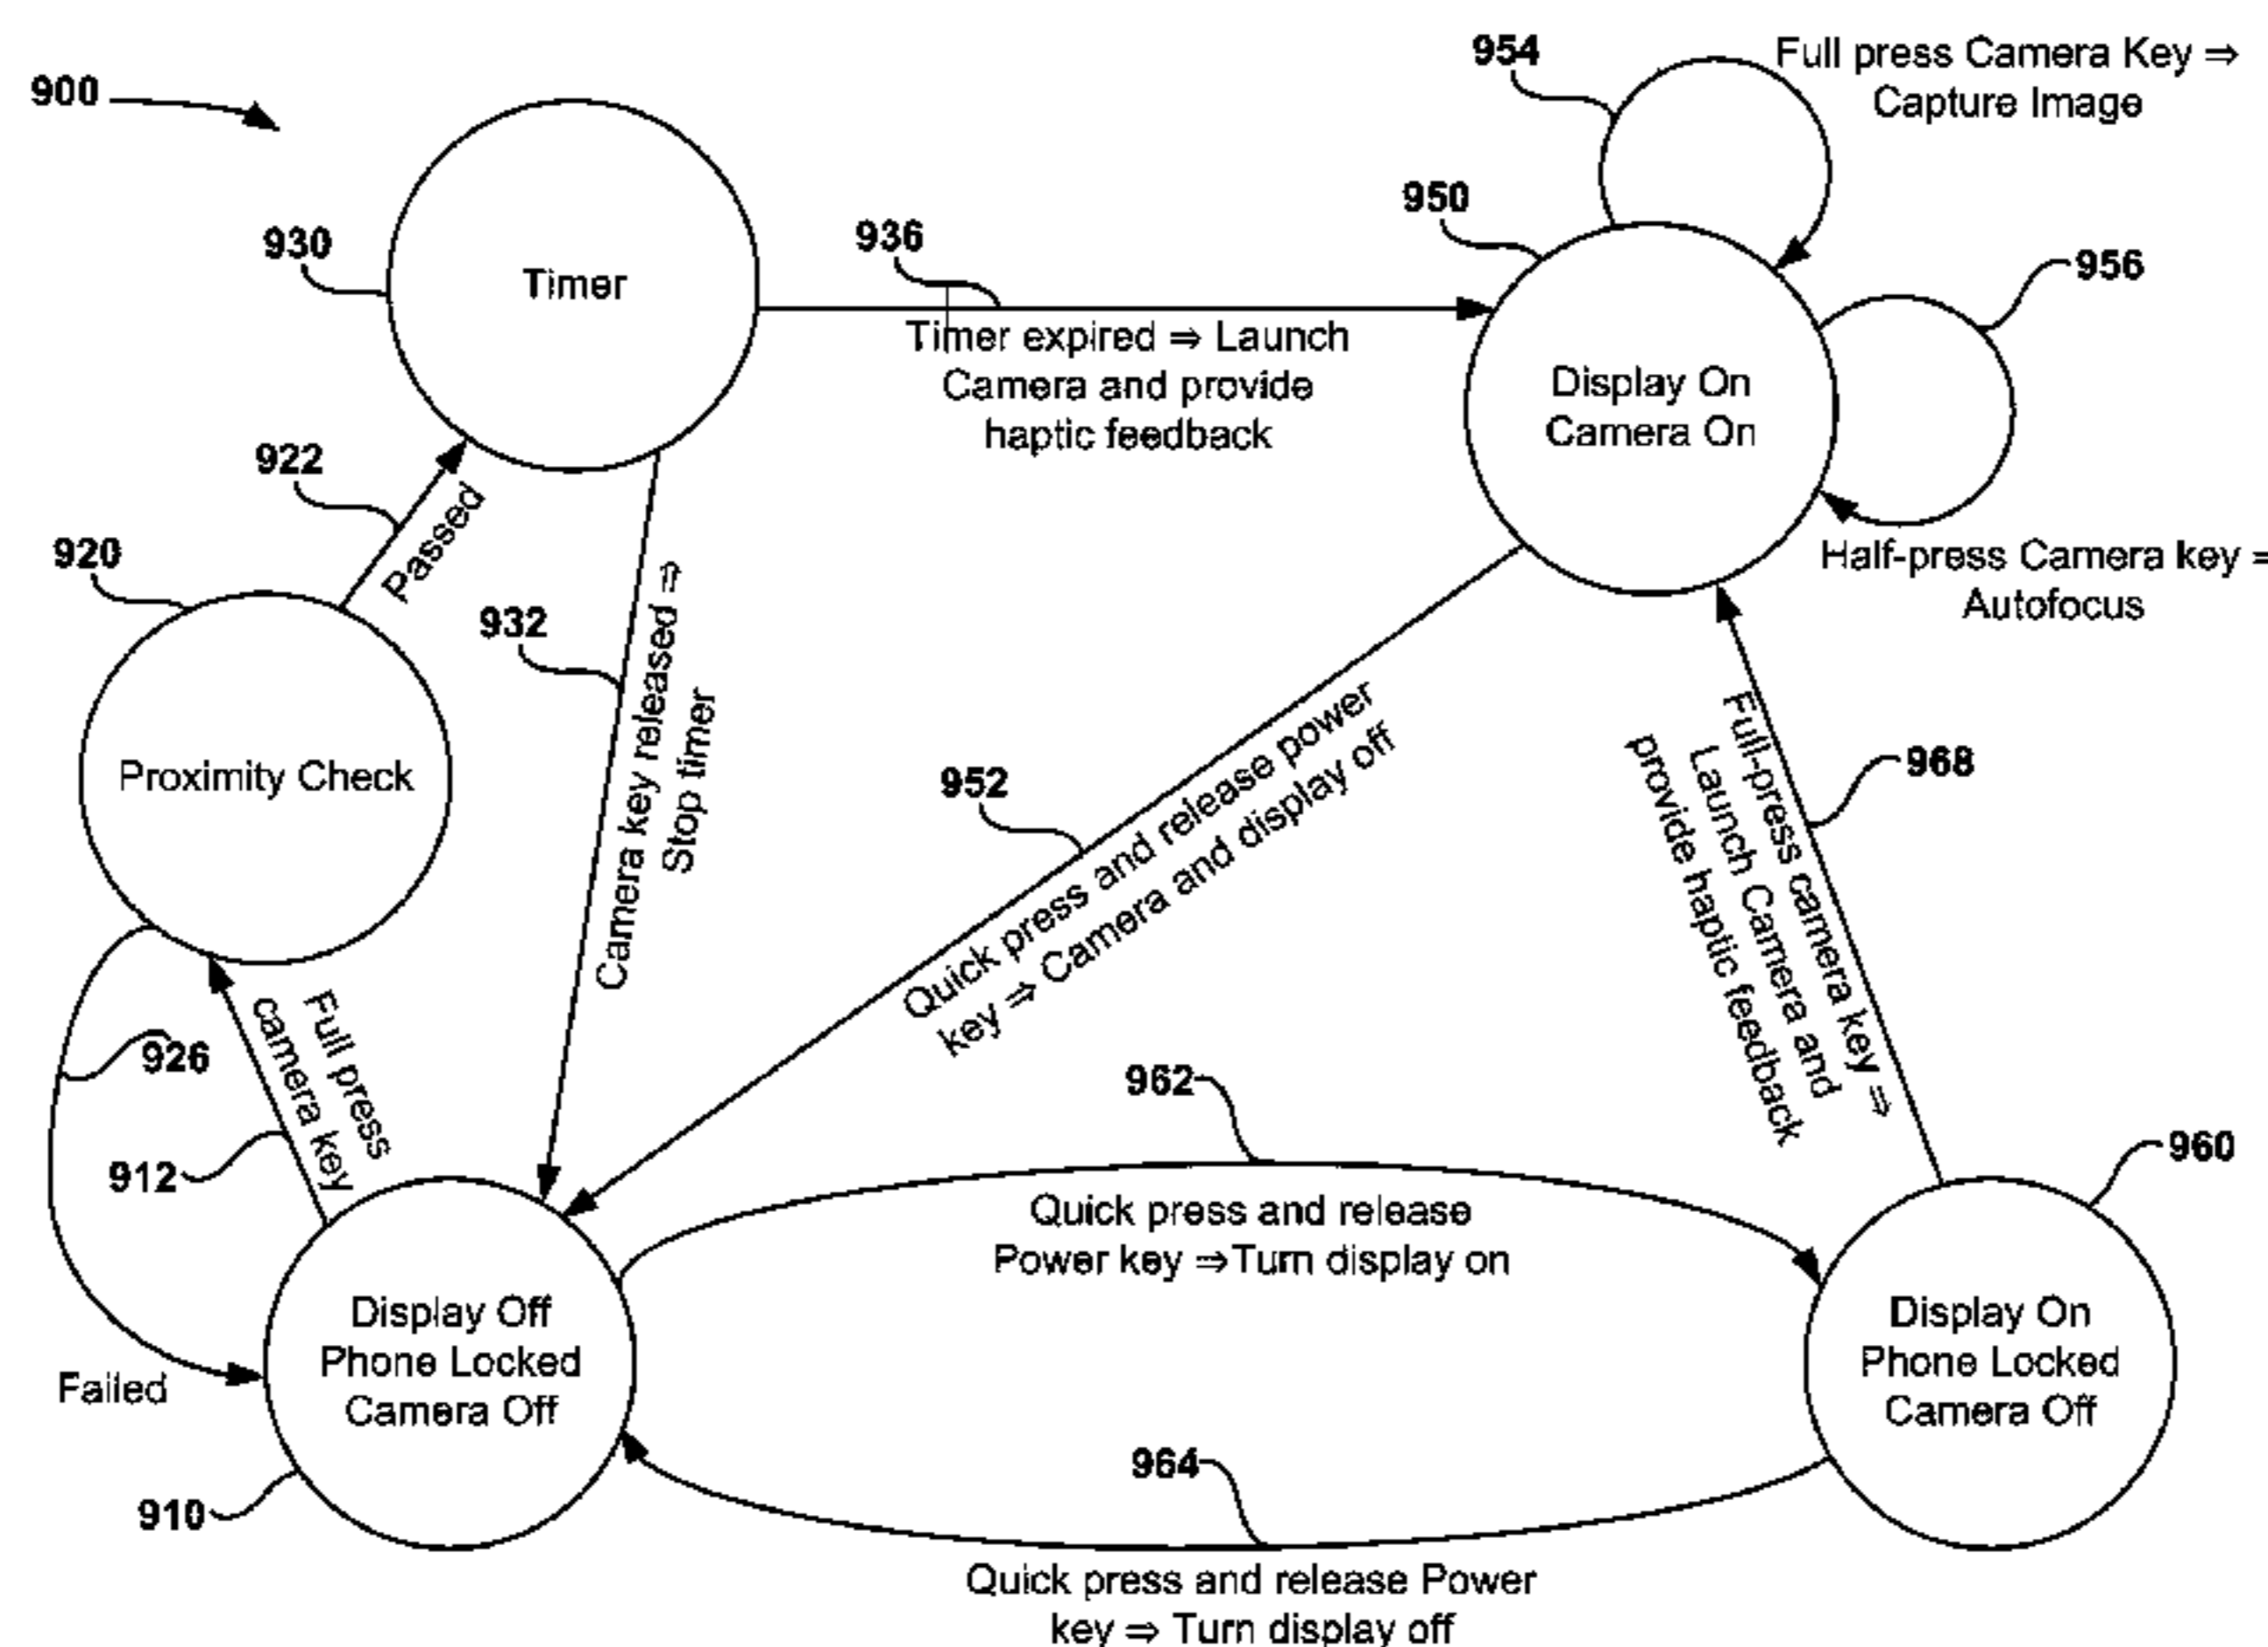 900
954
Full press Camera Key ⇒
Capture Image
930
Timer
936
950
956
Timer expired ⇒ Launch
Camera and provide
haptic feedback
Display On
Camera On
922
Passed
920
932
Camera key released ⇒
Stop timer
Half-press Camera key =
Autofocus
Proximity Check
952
Quick press and release power
key ⇒ Camera and display off
968
Full-press camera key ⇒
Launch Camera and
provide haptic feedback
926
Full press
camera key
912
962
Quick press and release
Power key ⇒Turn display on
960
Display Off
Phone Locked
Camera Off
Display On
Phone Locked
Camera Off
Failed
910
964
Quick press and release Power
key ⇒ Turn display off